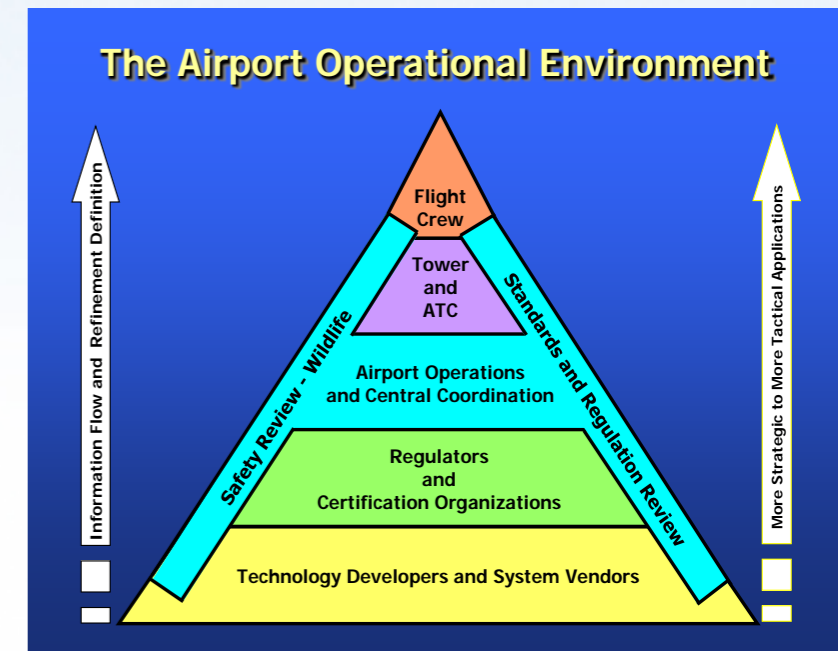 The Airport Operational Environment
Information Flow and Refinement Definition
More Strategic to More Tactical Applications
Safety Review - Wildlife
Standards and Regulation Review
Flight
Crew
Tower
and
ATC
Airport Operations
and Central Coordination
Regulators
and
Certification Organizations
Technology Developers and System Vendors